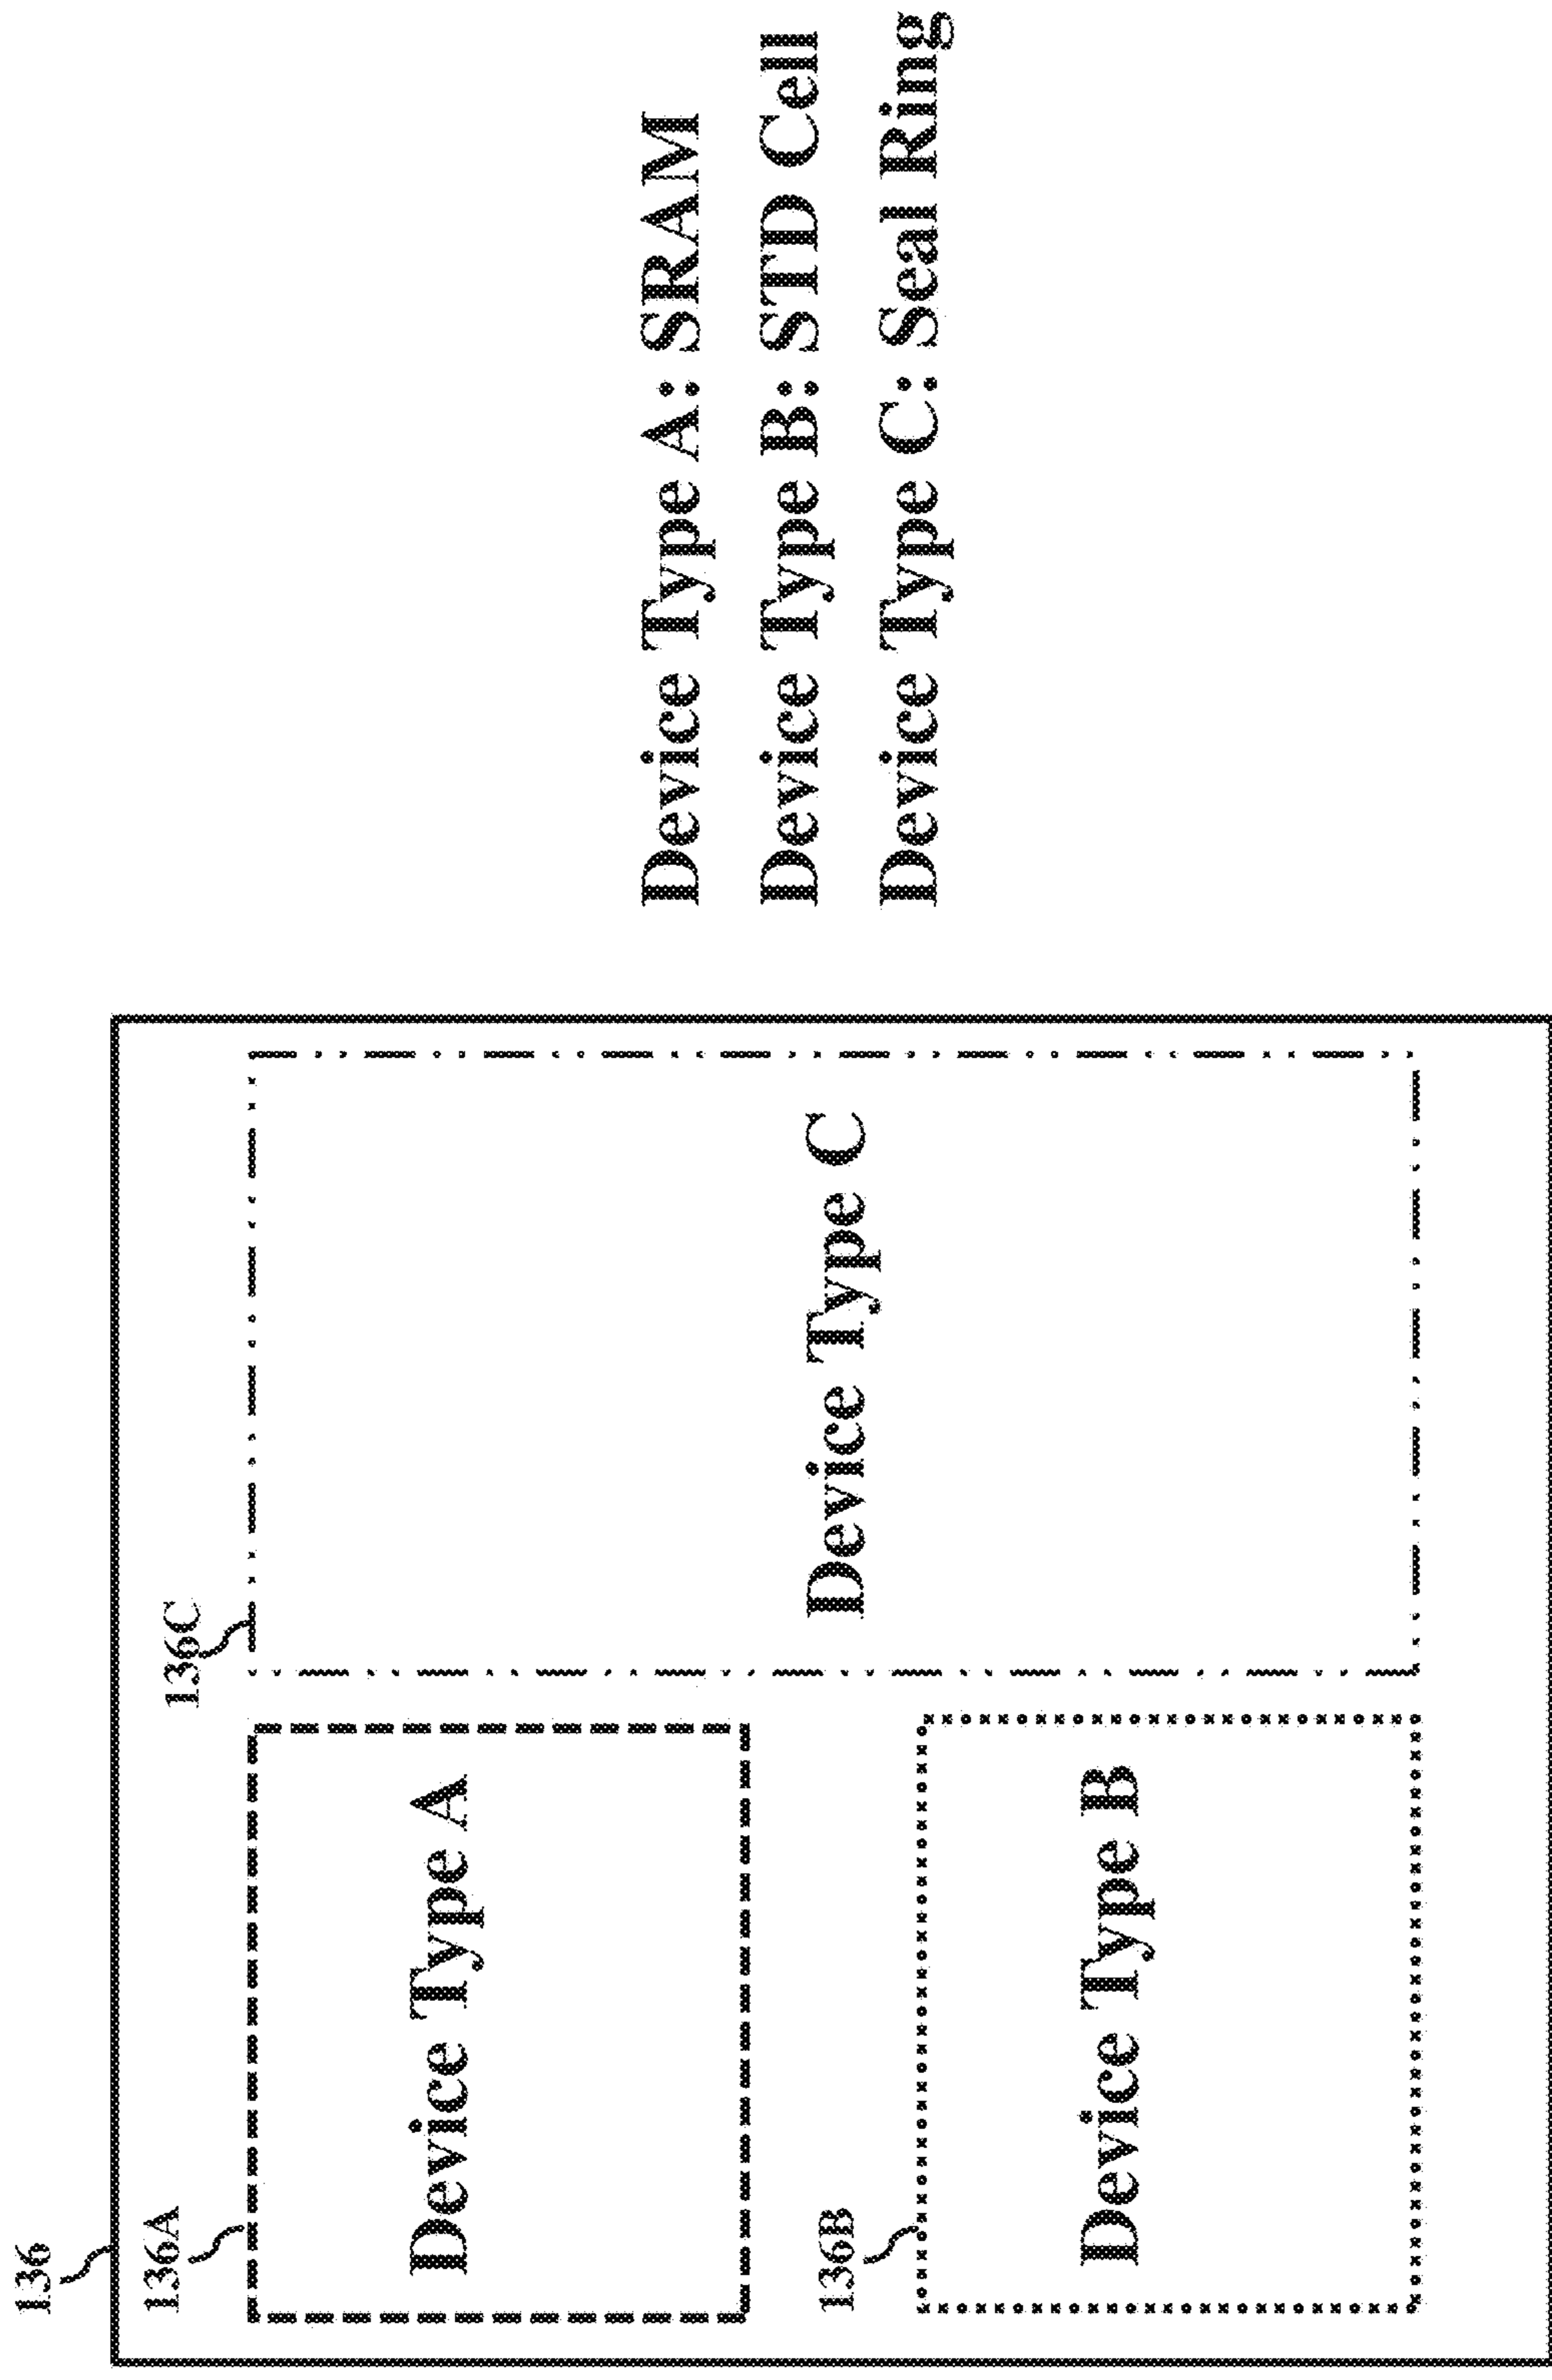 136
136A
Device Type A
136B
Device Type B
136C
Device Type C
Device Type A: SRAM
Device Type B: STD Cell
Device Type C: Seal Ring